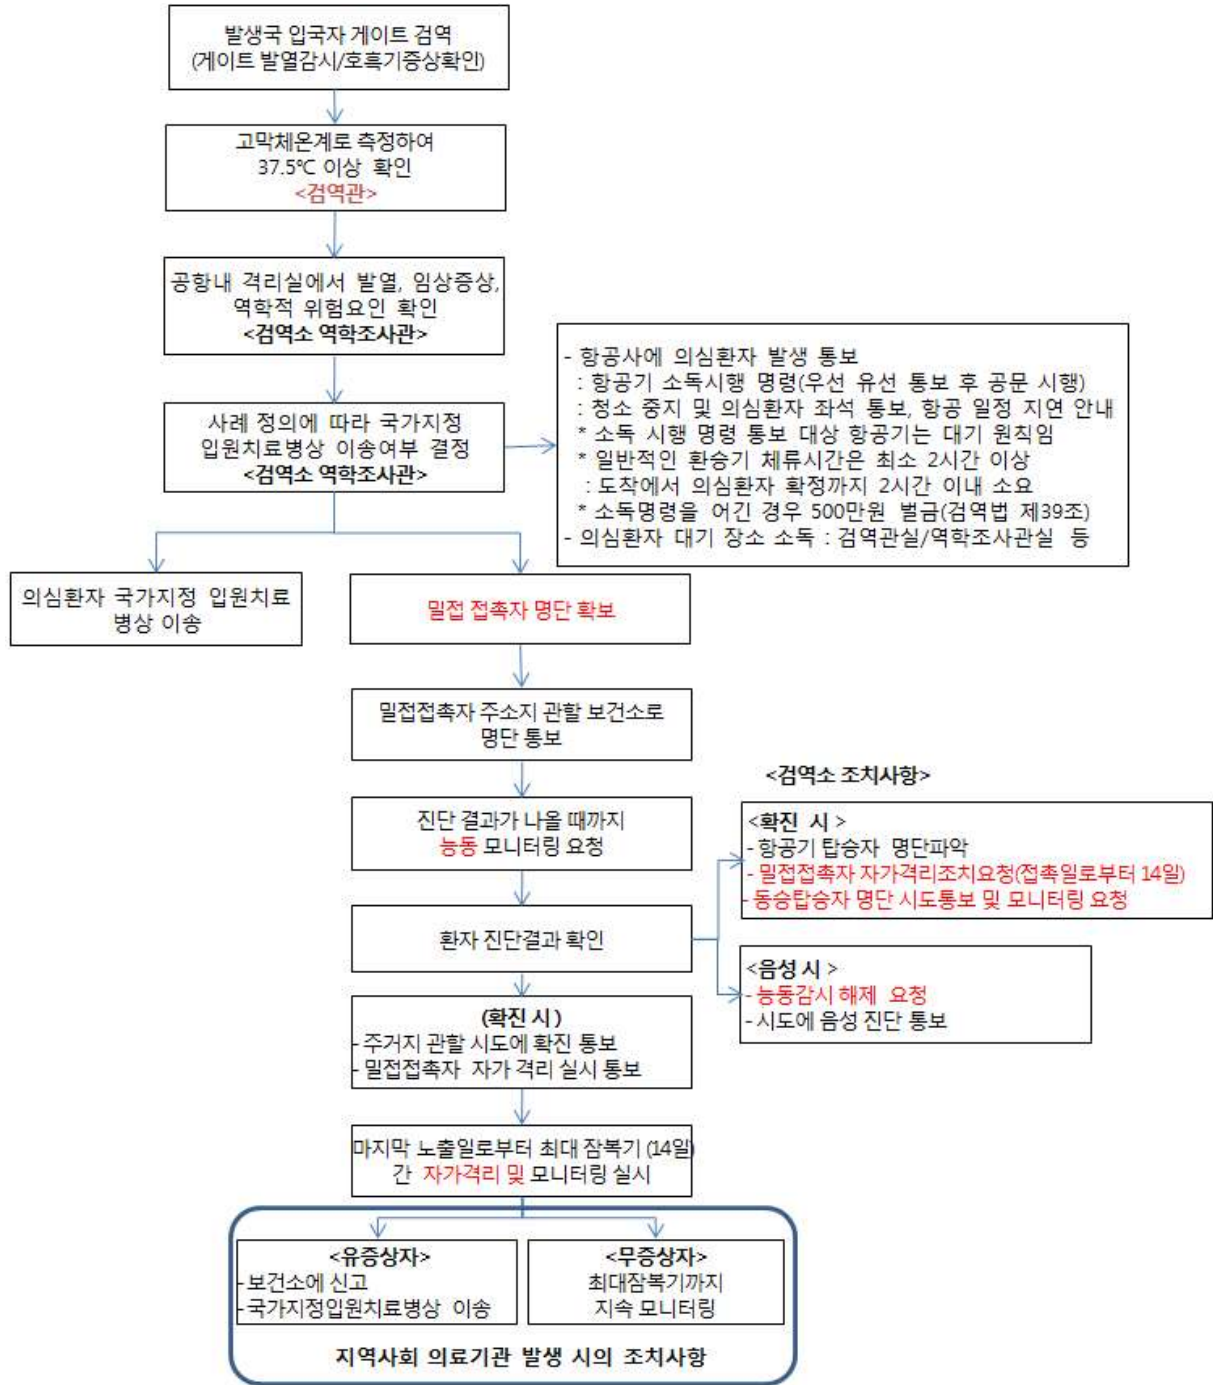 발생국 입국자 게이트 검역
(게이트 발열감시/호흑기증상확인)
고막체온계로 측정하여
37.5℃ 이상 확인
<검역관>
공항내 격리실에서 발열, 임상증상,
역학적 위험요인 확인
<검역소 역학조사관>
사례 정의에 따라 국가지정
입원치료병상 이송여부 결정
<검역소 역학조사관>
- 항공사에 의심환자 발생 통보
: 항공기 소독시행 명령(우선 유선 통보 후 공문 시행)
: 청소 중지 및 의심환자 좌석 통보, 항공 일정 지연 안내
* 소독 시행 명령 통보 대상 항공기는 대기 원칙임
* 일반적인 환승기 체류시간은 최소 2시간 이상
: 도착에서 의심환자 확정까지 2시간 이내 소요
* 소독명령을 어긴 경우 500만원 벌금(검역법 제39조)
- 의심환자 대기 장소 소독 : 검역관실/역학조사관실 등
의심환자 국가지정 입원치료
병상 이송
밀접 접촉자 명단 확보
밀접접촉자 주소지 관할 보건소로
명단 통보
진단 결과가 나올 때까지
능동 모니터링 요청
환자 진단결과 확인
<검역소 조치사항>
<확진 시 >
- 항공기 탑승자 명단파악
- 밀접접촉자 자가격리조치요청(접촉일로부터 14일)
- 동승탑승자 명단 시도통보 및 모니터링 요청
<음성 시 >
- 능동감시 해제 요청
- 시도에 음성 진단 통보
(확진 시 )
- 주거지 관할 시도에 확진 통보
- 밀접접촉자 자가 격리 실시 통보
마지막 노출일로부터 최대 잠복기 (14일)
간 자가격리 및 모니터링 실시
<유증상자>
- 보건소에 신고
- 국가지정입원치료병상 이송
<무증상자>
최대잠복기까지
지속 모니터링
지역사회 의료기관 발생 시의 조치사항